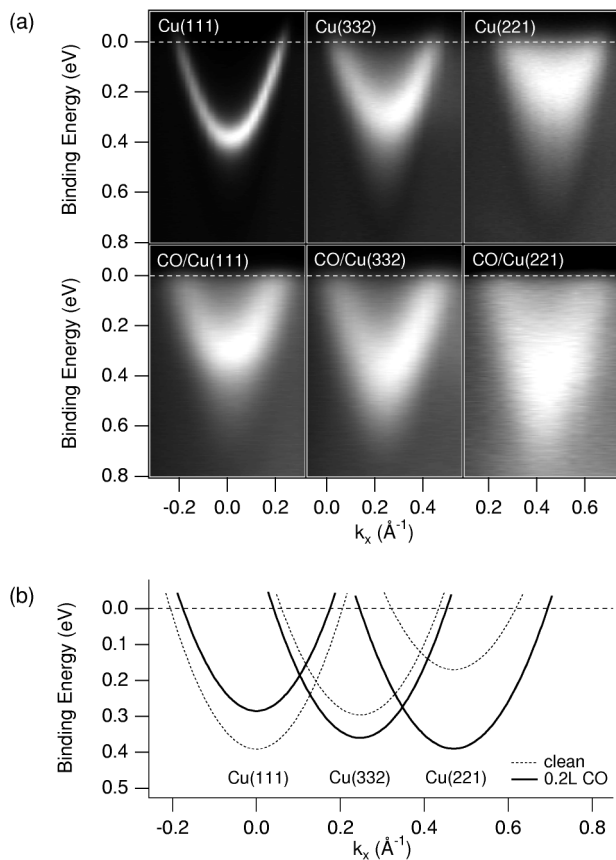 (a)
Cu(111) Cu(332) Cu(221)
Binding Energy (eV)
0.0
0.2
0.4
0.6
0.8
CO/Cu(111) CO/Cu(332) CO/Cu(221)
Binding Energy (eV)
0.0
0.2
0.4
0.6
0.8
-0.2 0.0 0.2 0.0 0.2 0.4 0.2 0.4 0.6
kx (Å-1)
(b)
Binding Energy (eV)
0.0
0.1
0.2
0.3
0.4
0.5
Cu(111) Cu(332) Cu(221)
clean
0.2L CO
-0.2 0.0 0.2 0.4 0.6 0.8
kx (Å-1)